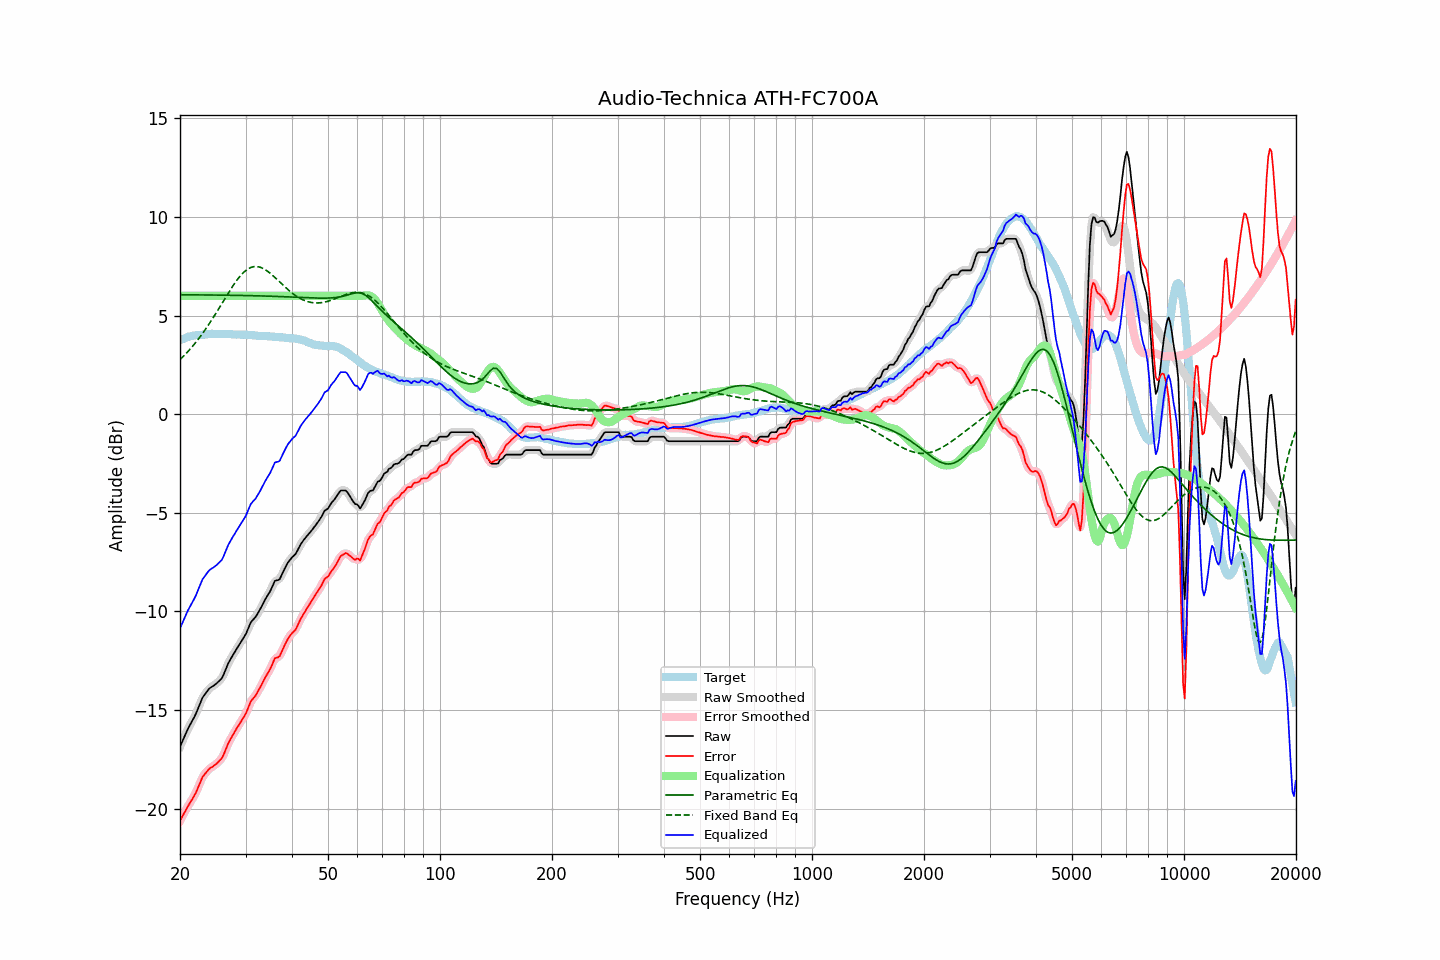 Audio-Technica ATH-FC700A
15
10
5
0
−5
−10
−15
−20
Amplitude (dBr)
20
50
100
200
500
1000
2000
5000
10000
20000
Frequency (Hz)
Target
Raw Smoothed
Error Smoothed
Raw
Error
Equalization
Parametric Eq
Fixed Band Eq
Equalized